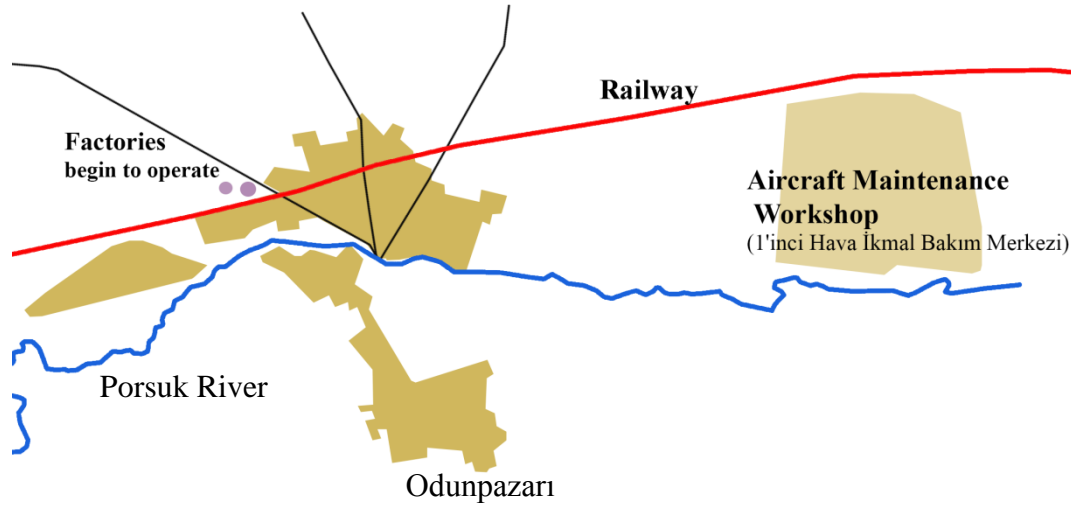 Railway
Factories
begin to operate
Aircraft Maintenance
Workshop
(1'inci Hava İkmal Bakım Merkezi)
Porsuk River
Odunpazarı